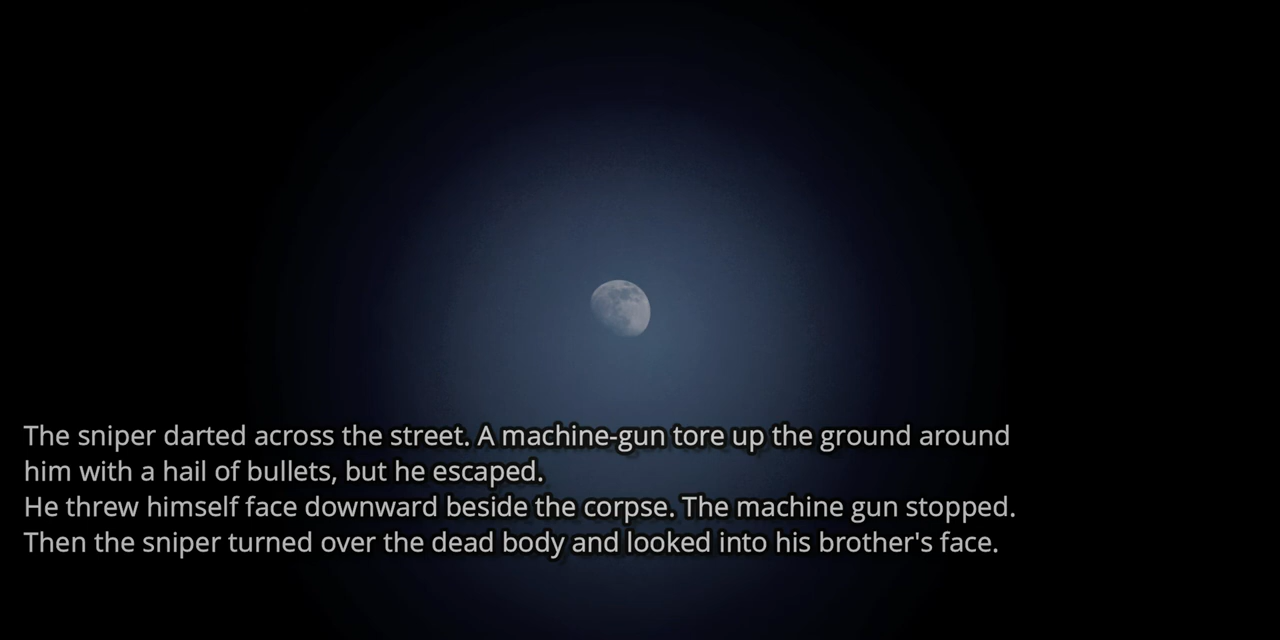 The sniper darted across the street. A machine-gun tore up the ground around
him with a hail of bullets, but he escaped.
He threw himself face downward beside the corpse. The machine gun stopped.
Then the sniper turned over the dead body and looked into his brother's face.